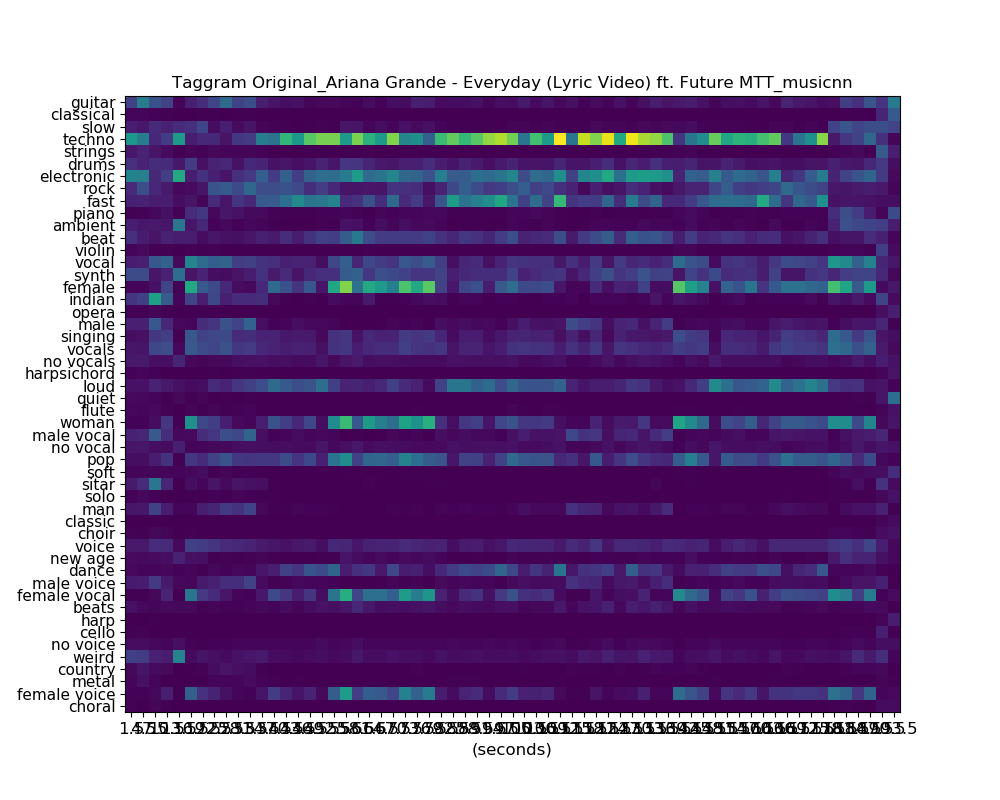 Taggram Original_Ariana Grande - Everyday (Lyric Video) ft. Future MTT_musicnn
guitar
classical
slow
techno
strings
drums
electronic
rock
fast
piano
ambient
beat
violin
vocal
synth
female
indian
opera
male
singing
vocals
no vocals
harpsichord
loud
quiet
flute
woman
male vocal
no vocal
pop
soft
sitar
solo
man
classic
choir
voice
new age
dance
male voice
female vocal
beats
harp
cello
no voice
weird
country
metal
female voice
choral
(seconds)